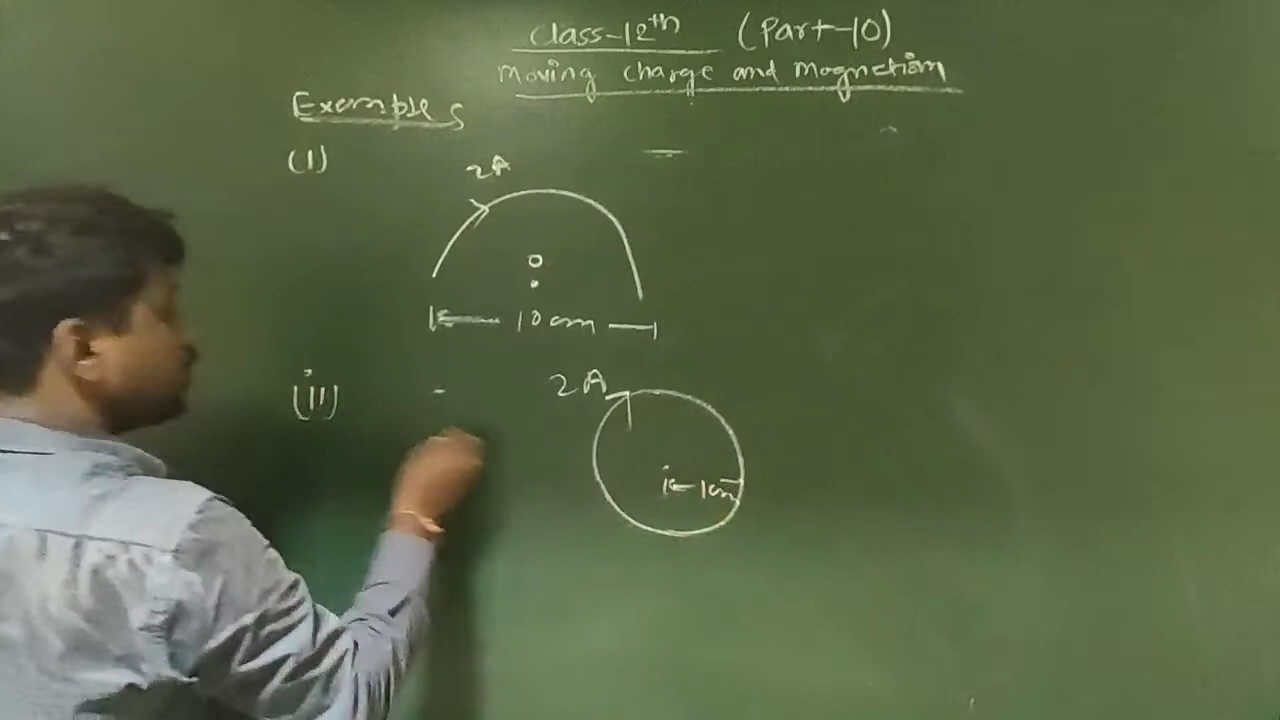 Class-12th (Part-10)
Moving Charge and Magnetism
Examples
(i)
2A
O
10 cm
(ii)
2A
1cm